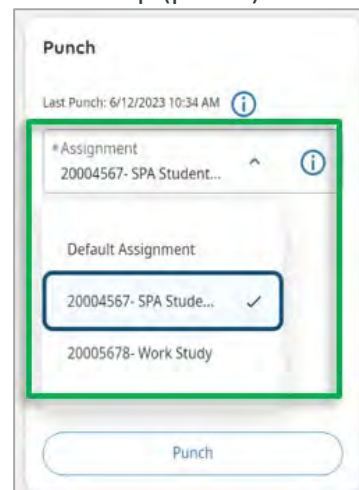 Punch
Last Punch: 6/12/2023 10:34 AM
*Assignment
20004567- SPA Student...
Default Assignment
20004567- SPA Stude...
20005678- Work Study
Punch